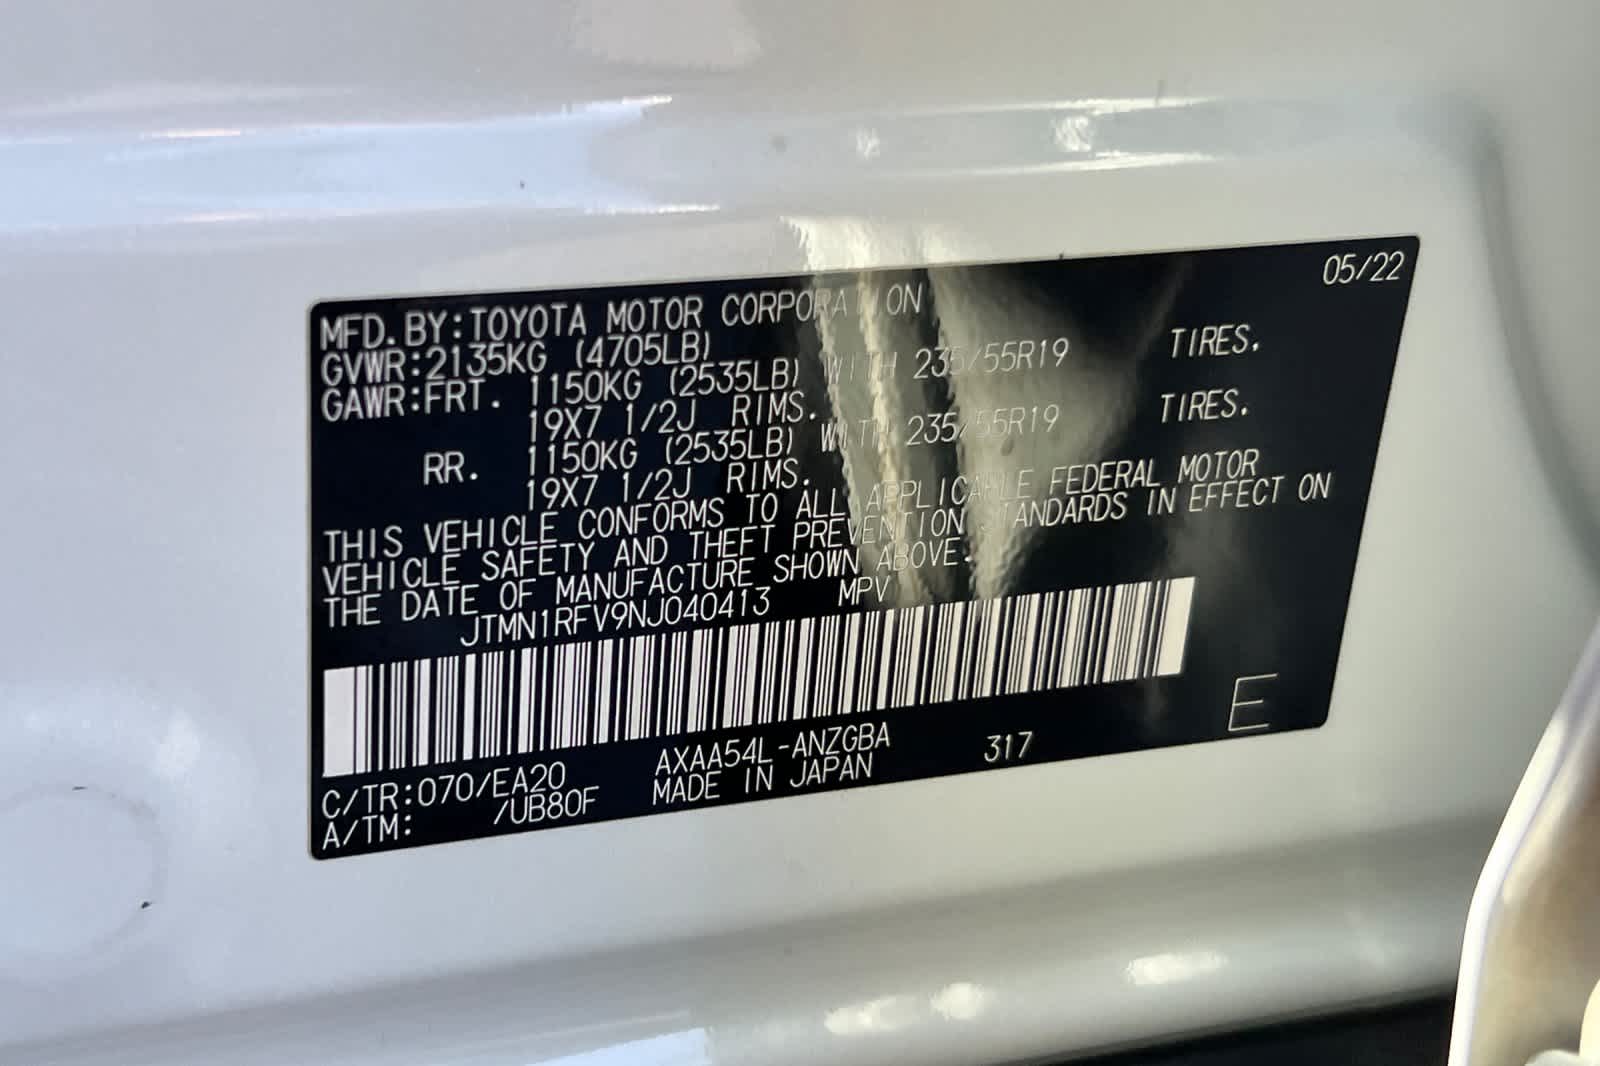 05/22
MFD. BY: TOYOTA MOTOR CORPORATION
GVWR: 2135KG (4705LB)
GAWR: FRT. 1150KG (2535LB) WITH 235/55R19 TIRES.
19X7 1/2J RIMS.
RR. 1150KG (2535LB) WITH 235/55R19 TIRES.
19X7 1/2J RIMS.
THIS VEHICLE CONFORMS TO ALL APPLICABLE FEDERAL MOTOR
VEHICLE SAFETY AND THEFT PREVENTION STANDARDS IN EFFECT ON
THE DATE OF MANUFACTURE SHOWN ABOVE.
JTMN1RFV9NJ040413 MPV
E
C/TR: 070/EA20 AXAA54L-ANZGBA 317
A/TM: /UB80F MADE IN JAPAN